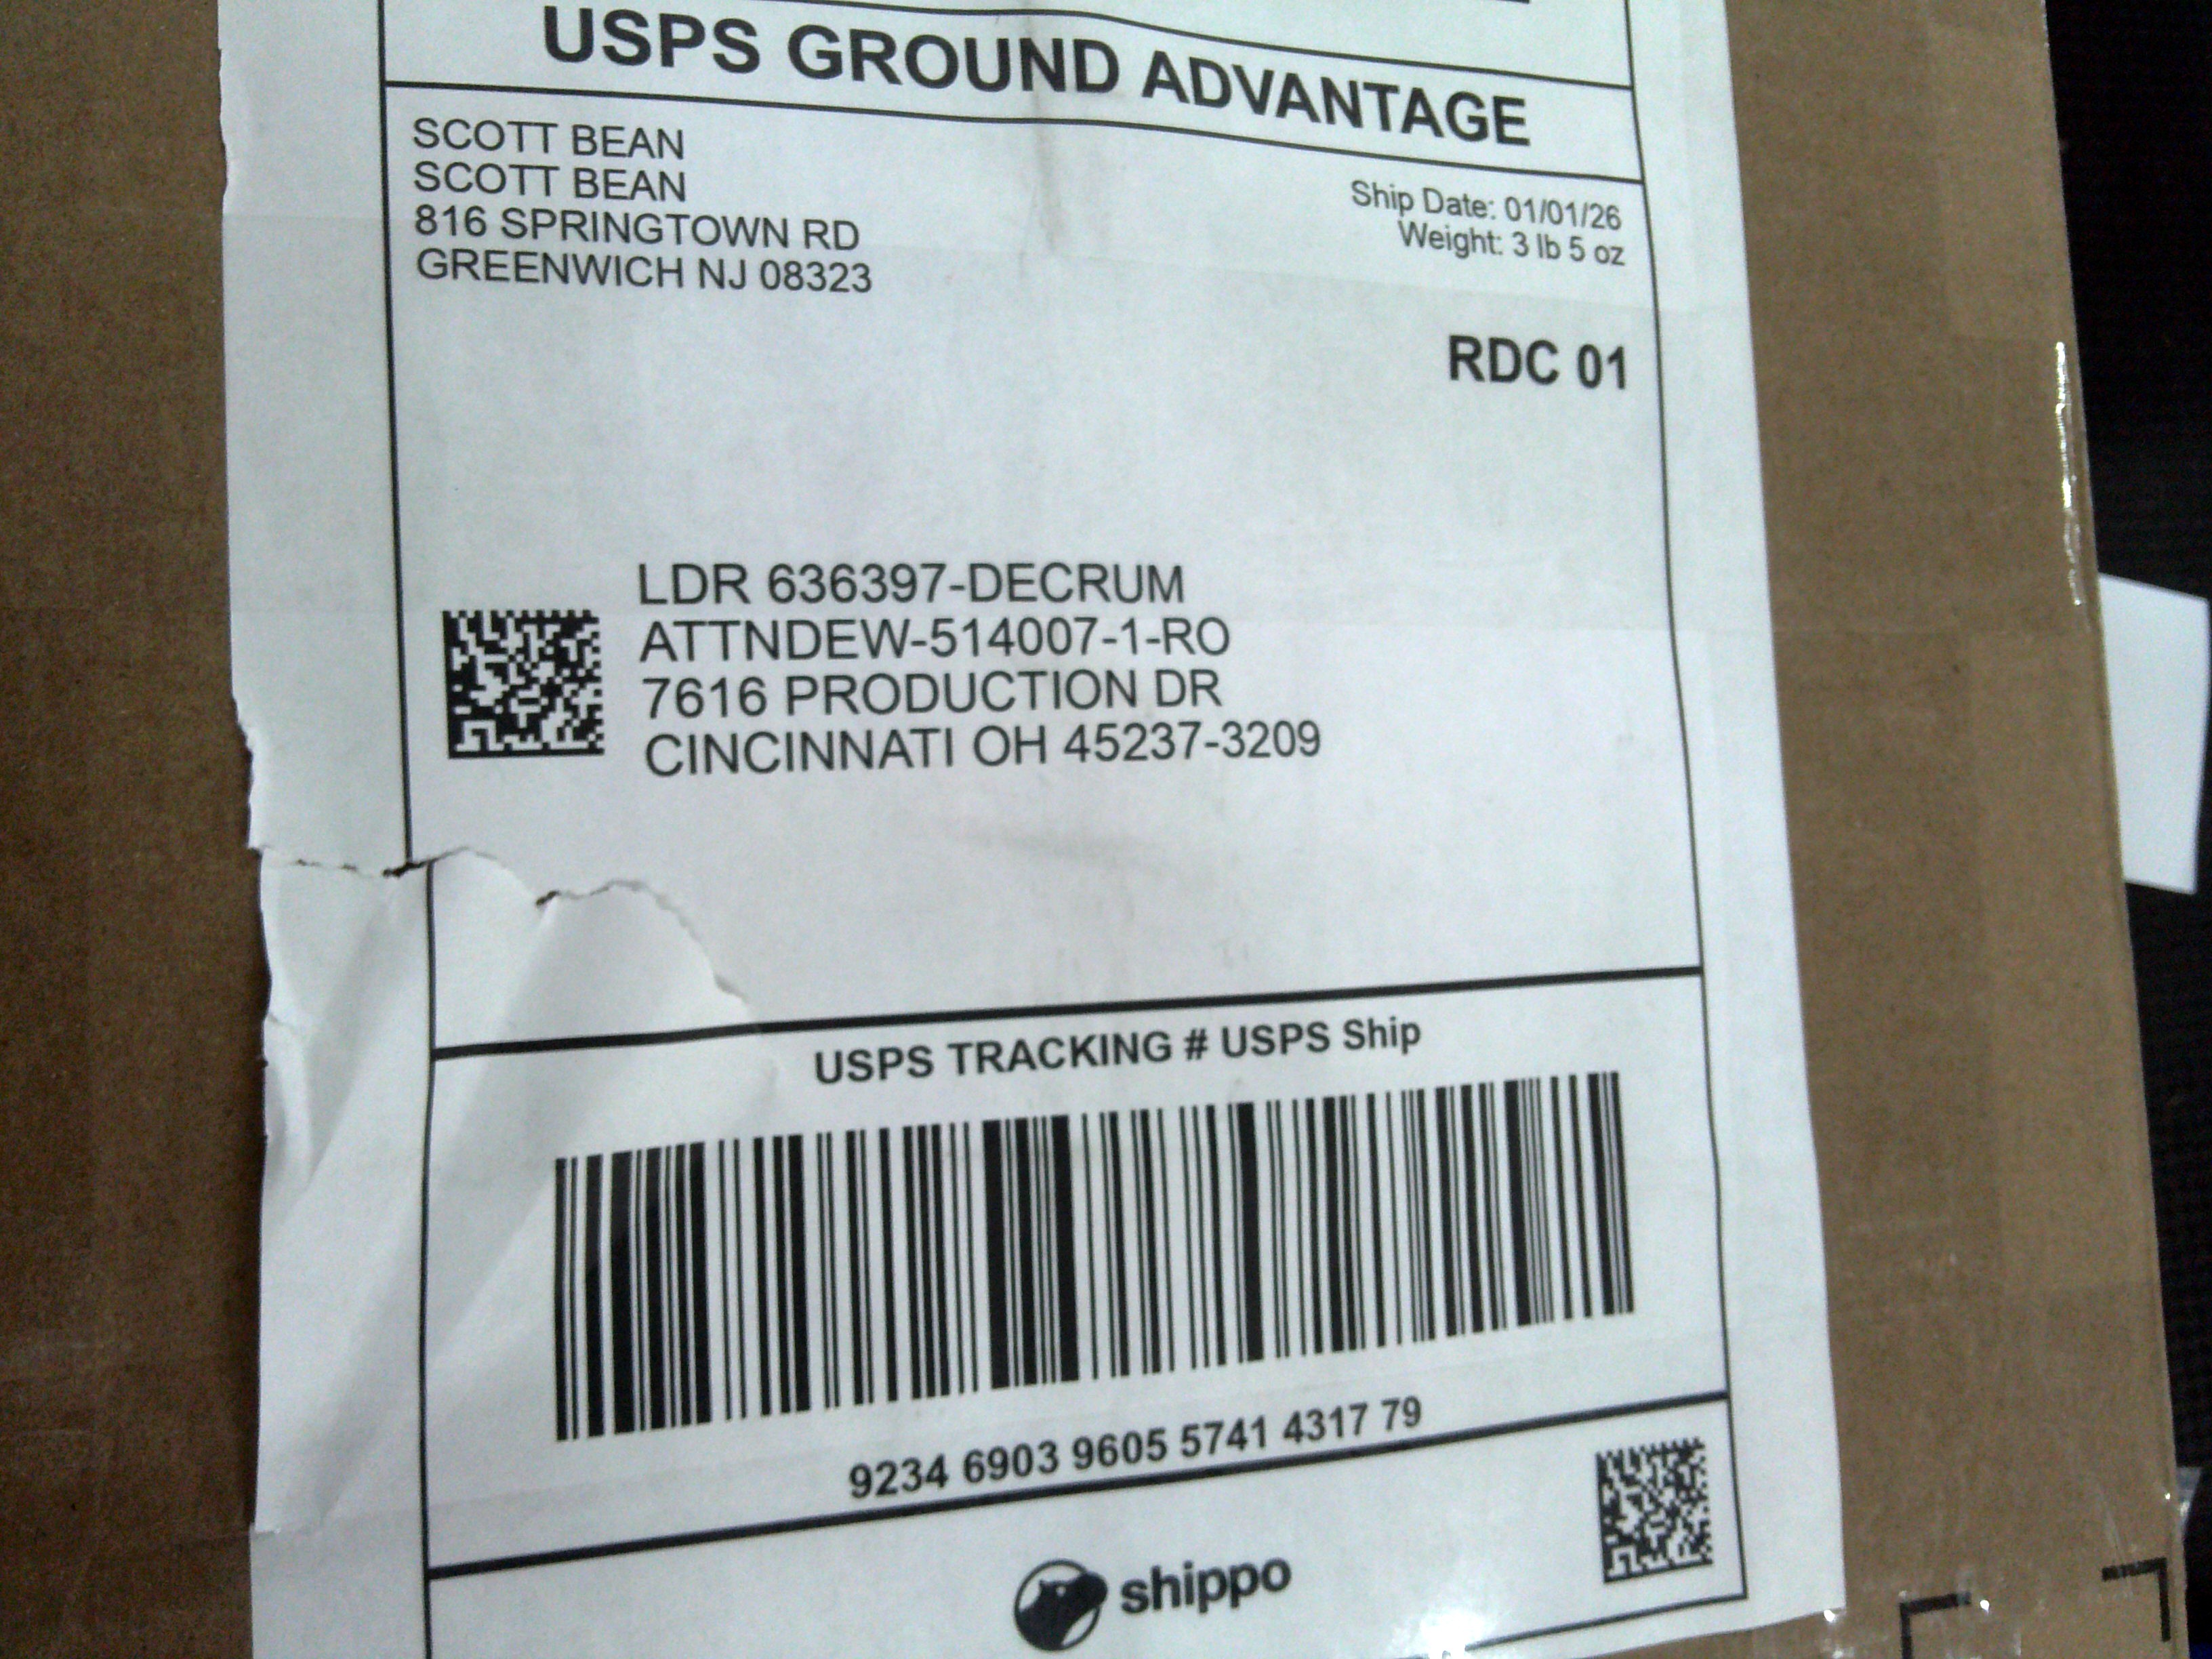 USPS GROUND ADVANTAGE
SCOTT BEAN
SCOTT BEAN
816 SPRINGTOWN RD
GREENWICH NJ 08323
Ship Date: 01/01/26
Weight: 3 lb 5 oz
RDC 01
LDR 636397-DECRUM
ATTNDEW-514007-1-RO
7616 PRODUCTION DR
CINCINNATI OH 45237-3209
USPS TRACKING # USPS Ship
9234 6903 9605 5741 4317 79
shippo